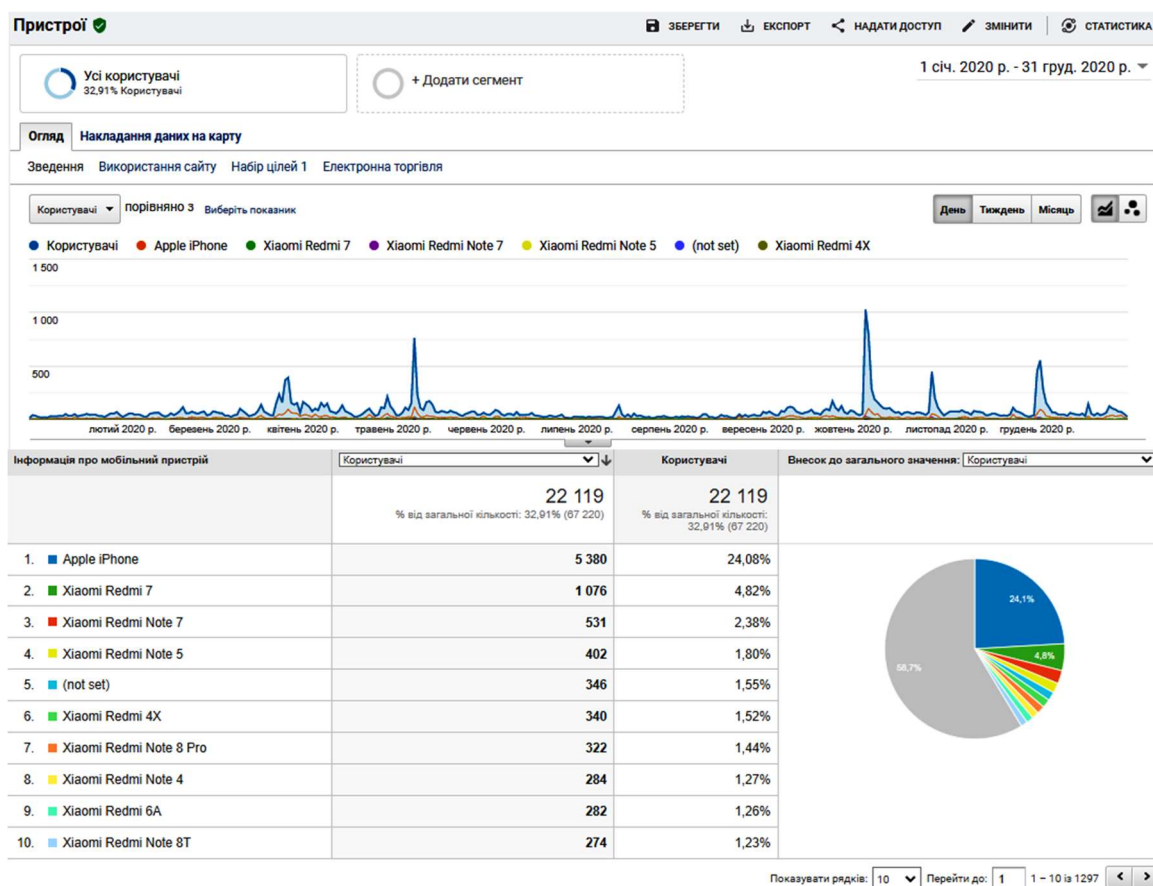 Пристрої
ЗБЕРЕГТИ ЕКСПОРТ НАДАТИ ДОСТУП ЗМІНИТИ СТАТИСТИКА
Усі користувачі
32,91% Користувачі
+ Додати сегмент
1 січ. 2020 р. - 31 груд. 2020 р.
Огляд Накладання даних на карту
Зведення Використання сайту Набір цілей 1 Електронна торгівля
Користувачі порівняно з Виберіть показник
День Тиждень Місяць
Користувачі Apple iPhone Xiaomi Redmi 7 Xiaomi Redmi Note 7 Xiaomi Redmi Note 5 (not set) Xiaomi Redmi 4X
1 500
1 000
500
лютий 2020 р. березень 2020 р. квітень 2020 р. травень 2020 р. червень 2020 р. липень 2020 р. серпень 2020 р. вересень 2020 р. жовтень 2020 р. листопад 2020 р. грудень 2020 р.
Інформація про мобільний пристрій Користувачі Користувачі Внесок до загального значення: Користувачі
22 119 22 119
% від загальної кількості: 32,91% (67 220) % від загальної кількості:
32,91% (67 220)
1. Apple iPhone 5 380 24,08%
2. Xiaomi Redmi 7 1 076 4,82%
3. Xiaomi Redmi Note 7 531 2,38%
4. Xiaomi Redmi Note 5 402 1,80%
5. (not set) 346 1,55%
6. Xiaomi Redmi 4X 340 1,52%
7. Xiaomi Redmi Note 8 Pro 322 1,44%
8. Xiaomi Redmi Note 4 284 1,27%
9. Xiaomi Redmi 6A 282 1,26%
10. Xiaomi Redmi Note 8T 274 1,23%
24,1%
4,8%
58,7%
Показувати рядків: 10 Перейти до: 1 1 – 10 із 1297